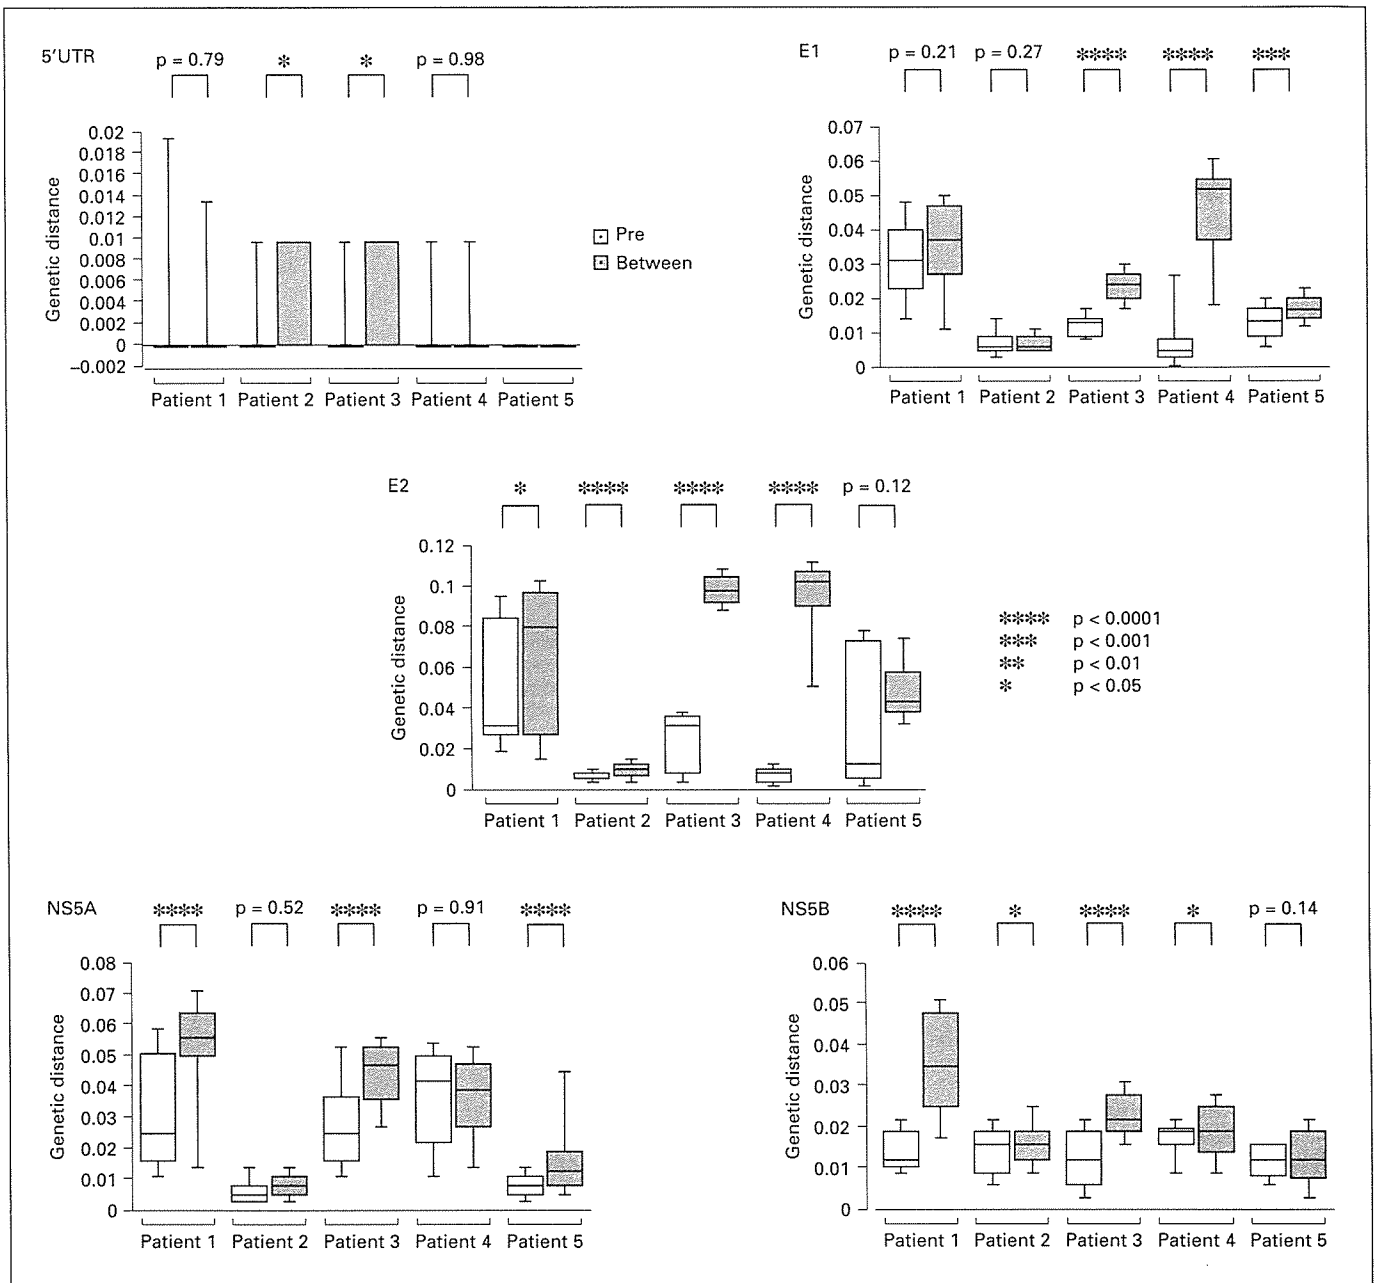 5′UTR
p = 0.79 * * p = 0.98
Genetic distance
0.02
0.018
0.016
0.014
0.012
0.01
0.008
0.006
0.004
0.002
0
–0.002
Patient 1 Patient 2 Patient 3 Patient 4 Patient 5
Pre
Between
E1
p = 0.21 p = 0.27 **** **** ***
Genetic distance
0.07
0.06
0.05
0.04
0.03
0.02
0.01
0
Patient 1 Patient 2 Patient 3 Patient 4 Patient 5
E2
* **** **** **** p = 0.12
Genetic distance
0.12
0.1
0.08
0.06
0.04
0.02
0
Patient 1 Patient 2 Patient 3 Patient 4 Patient 5
**** p < 0.0001
*** p < 0.001
** p < 0.01
* p < 0.05
NS5A
**** p = 0.52 **** p = 0.91 ****
Genetic distance
0.08
0.07
0.06
0.05
0.04
0.03
0.02
0.01
0
Patient 1 Patient 2 Patient 3 Patient 4 Patient 5
NS5B
**** * **** * p = 0.14
Genetic distance
0.06
0.05
0.04
0.03
0.02
0.01
0
Patient 1 Patient 2 Patient 3 Patient 4 Patient 5